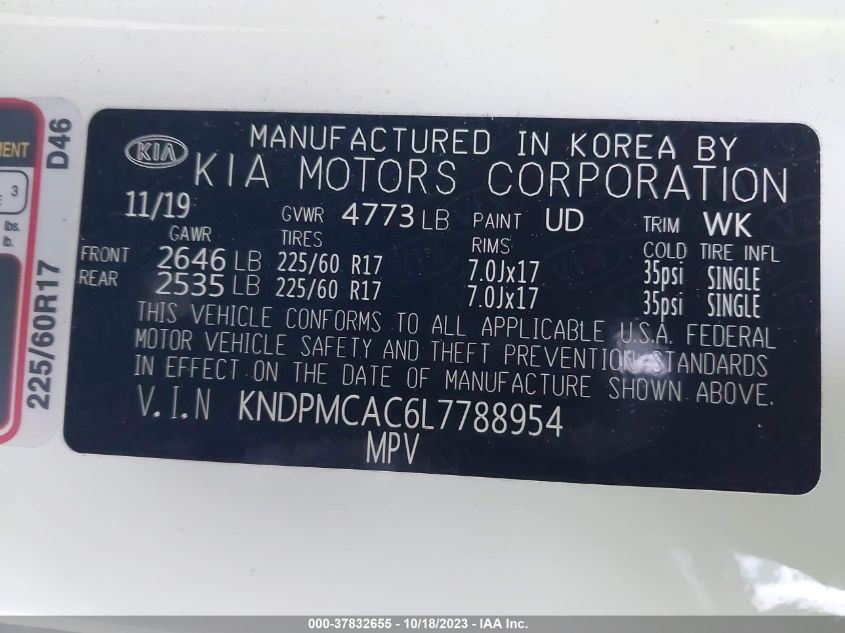 MENT
3
lbs.
lb.
225/60R17 D46
MANUFACTURED IN KOREA BY
KIA KIA MOTORS CORPORATION
11/19 GVWR 4773 LB PAINT UD TRIM WK
GAWR TIRES RIMS COLD TIRE INFL
FRONT 2646 LB 225/60 R17 7.0Jx17 35psi SINGLE
REAR 2535 LB 225/60 R17 7.0Jx17 35psi SINGLE
THIS VEHICLE CONFORMS TO ALL APPLICABLE U.S.A. FEDERAL
MOTOR VEHICLE SAFETY AND THEFT PREVENTION STANDARDS
IN EFFECT ON THE DATE OF MANUFACTURE SHOWN ABOVE.
V.I.N KNDPMCAC6L7788954
MPV
000-37832655 - 10/18/2023 - IAA Inc.